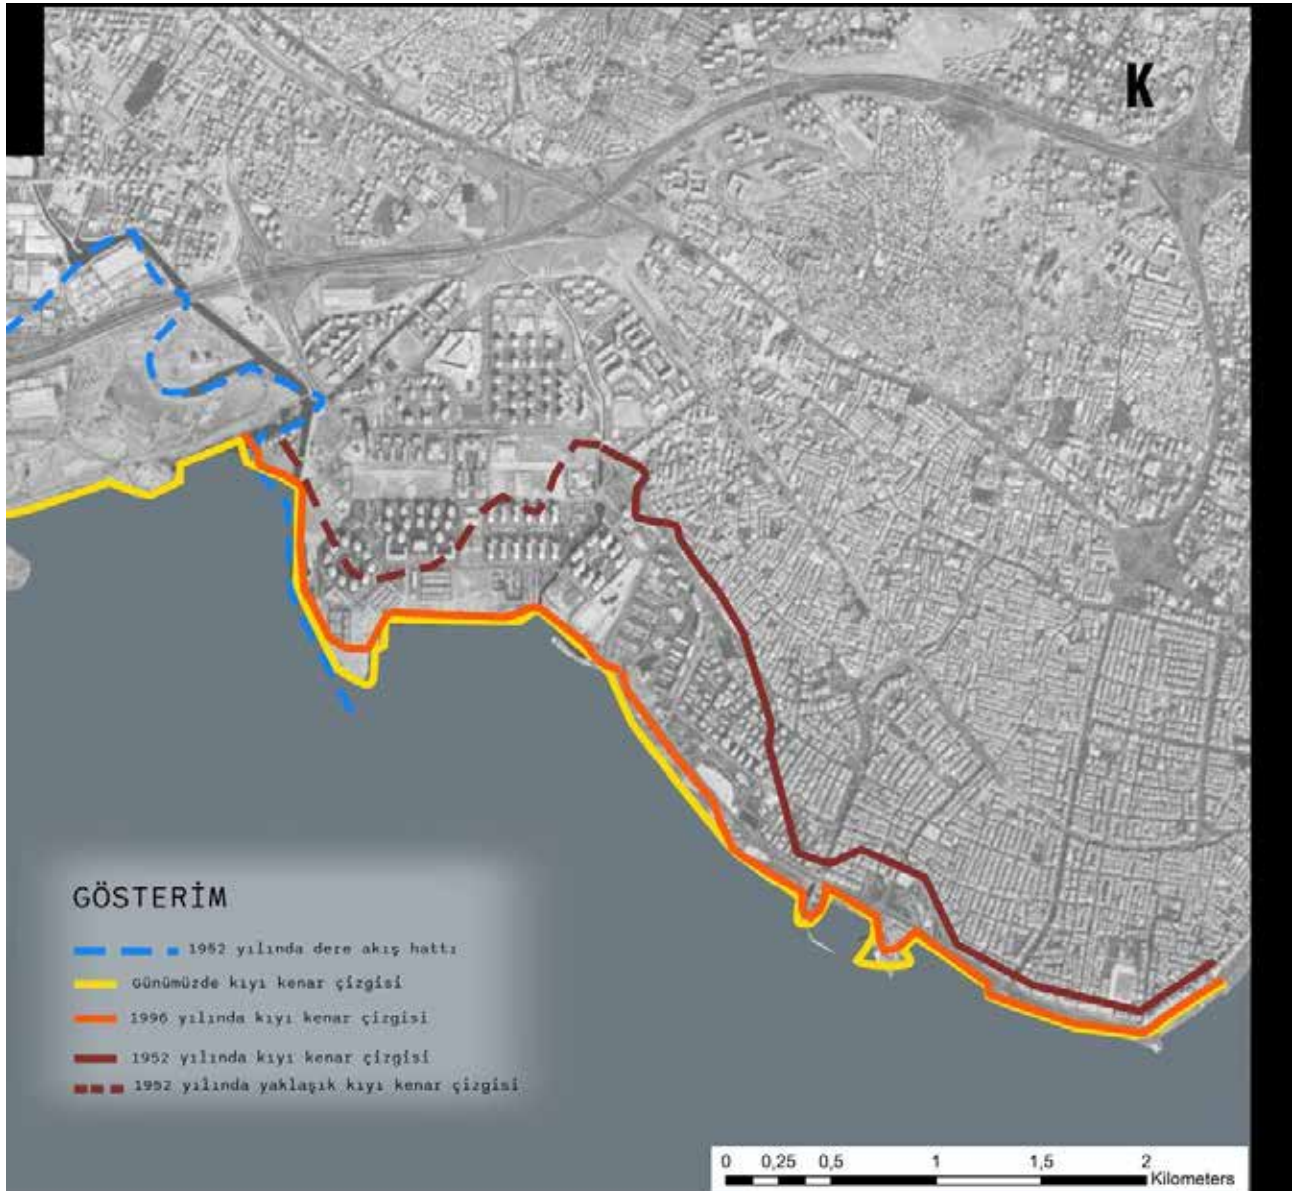 K
GÖSTERİM
1952 yılında dere akış hattı
Günümüzde kıyı kenar çizgisi
1996 yılında kıyı kenar çizgisi
1952 yılında kıyı kenar çizgisi
1952 yılında yaklaşık kıyı kenar çizgisi
0 0,25 0,5 1 1,5 2
Kilometers